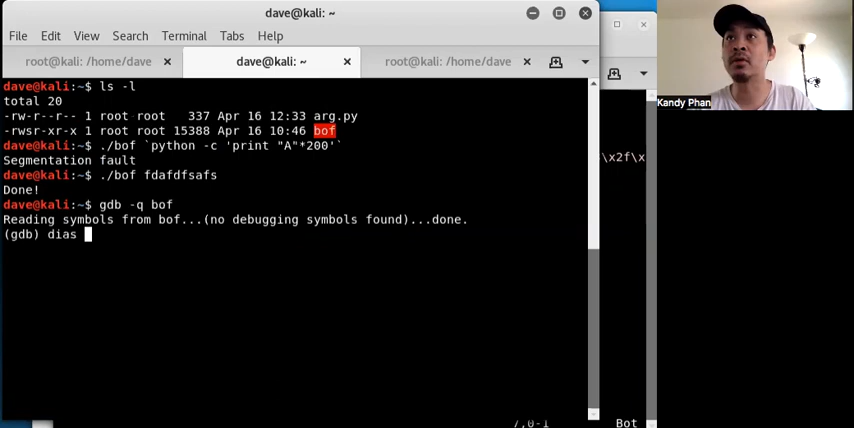 dave@kali: ~
File Edit View Search Terminal Tabs Help
root@kali: /home/dave × dave@kali: ~ × root@kali: /home/dave ×
dave@kali:~$ ls -l
total 20
-rw-r--r-- 1 root root 337 Apr 16 12:33 arg.py
-rwsr-xr-x 1 root root 15388 Apr 16 10:46 bof
dave@kali:~$ ./bof `python -c 'print "A"*200'`
Segmentation fault
dave@kali:~$ ./bof fdafdfsafs
Done!
dave@kali:~$ gdb -q bof
Reading symbols from bof...(no debugging symbols found)...done.
(gdb) dias
\x2f\x
7,0-1 Bot
Kandy Phan